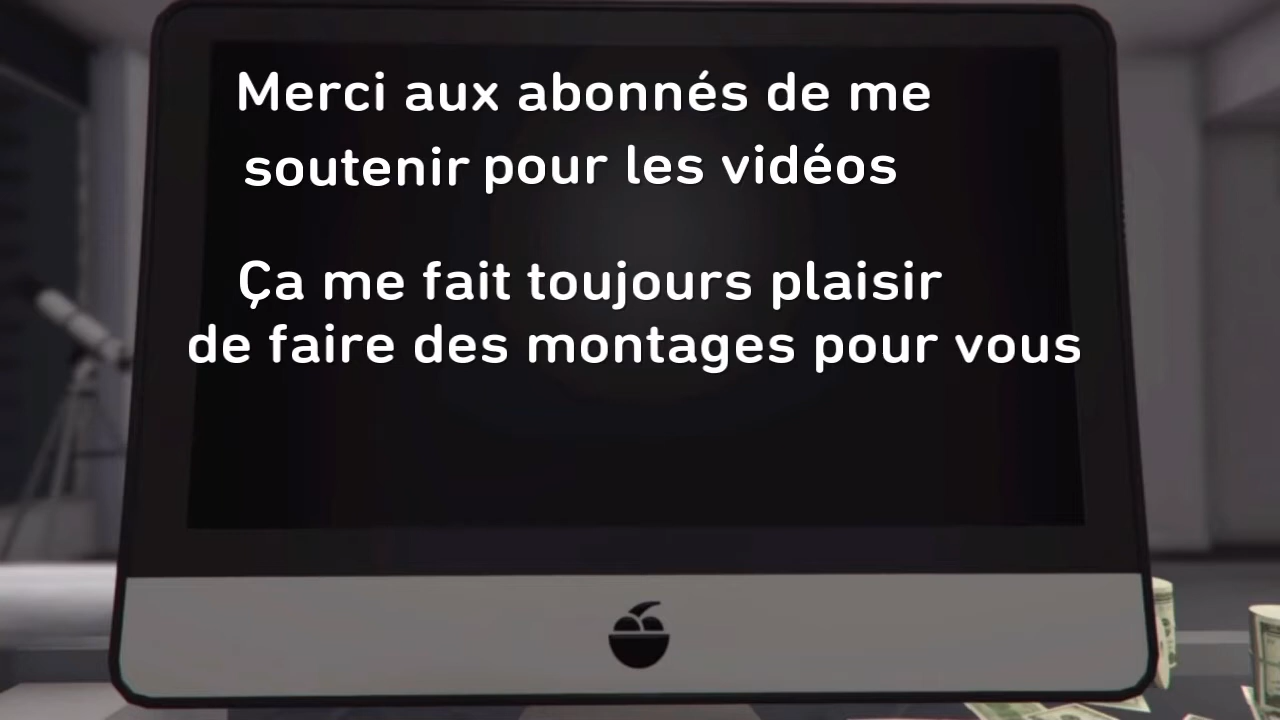 Merci aux abonnés de me
soutenir pour les vidéos
Ça me fait toujours plaisir
de faire des montages pour vous